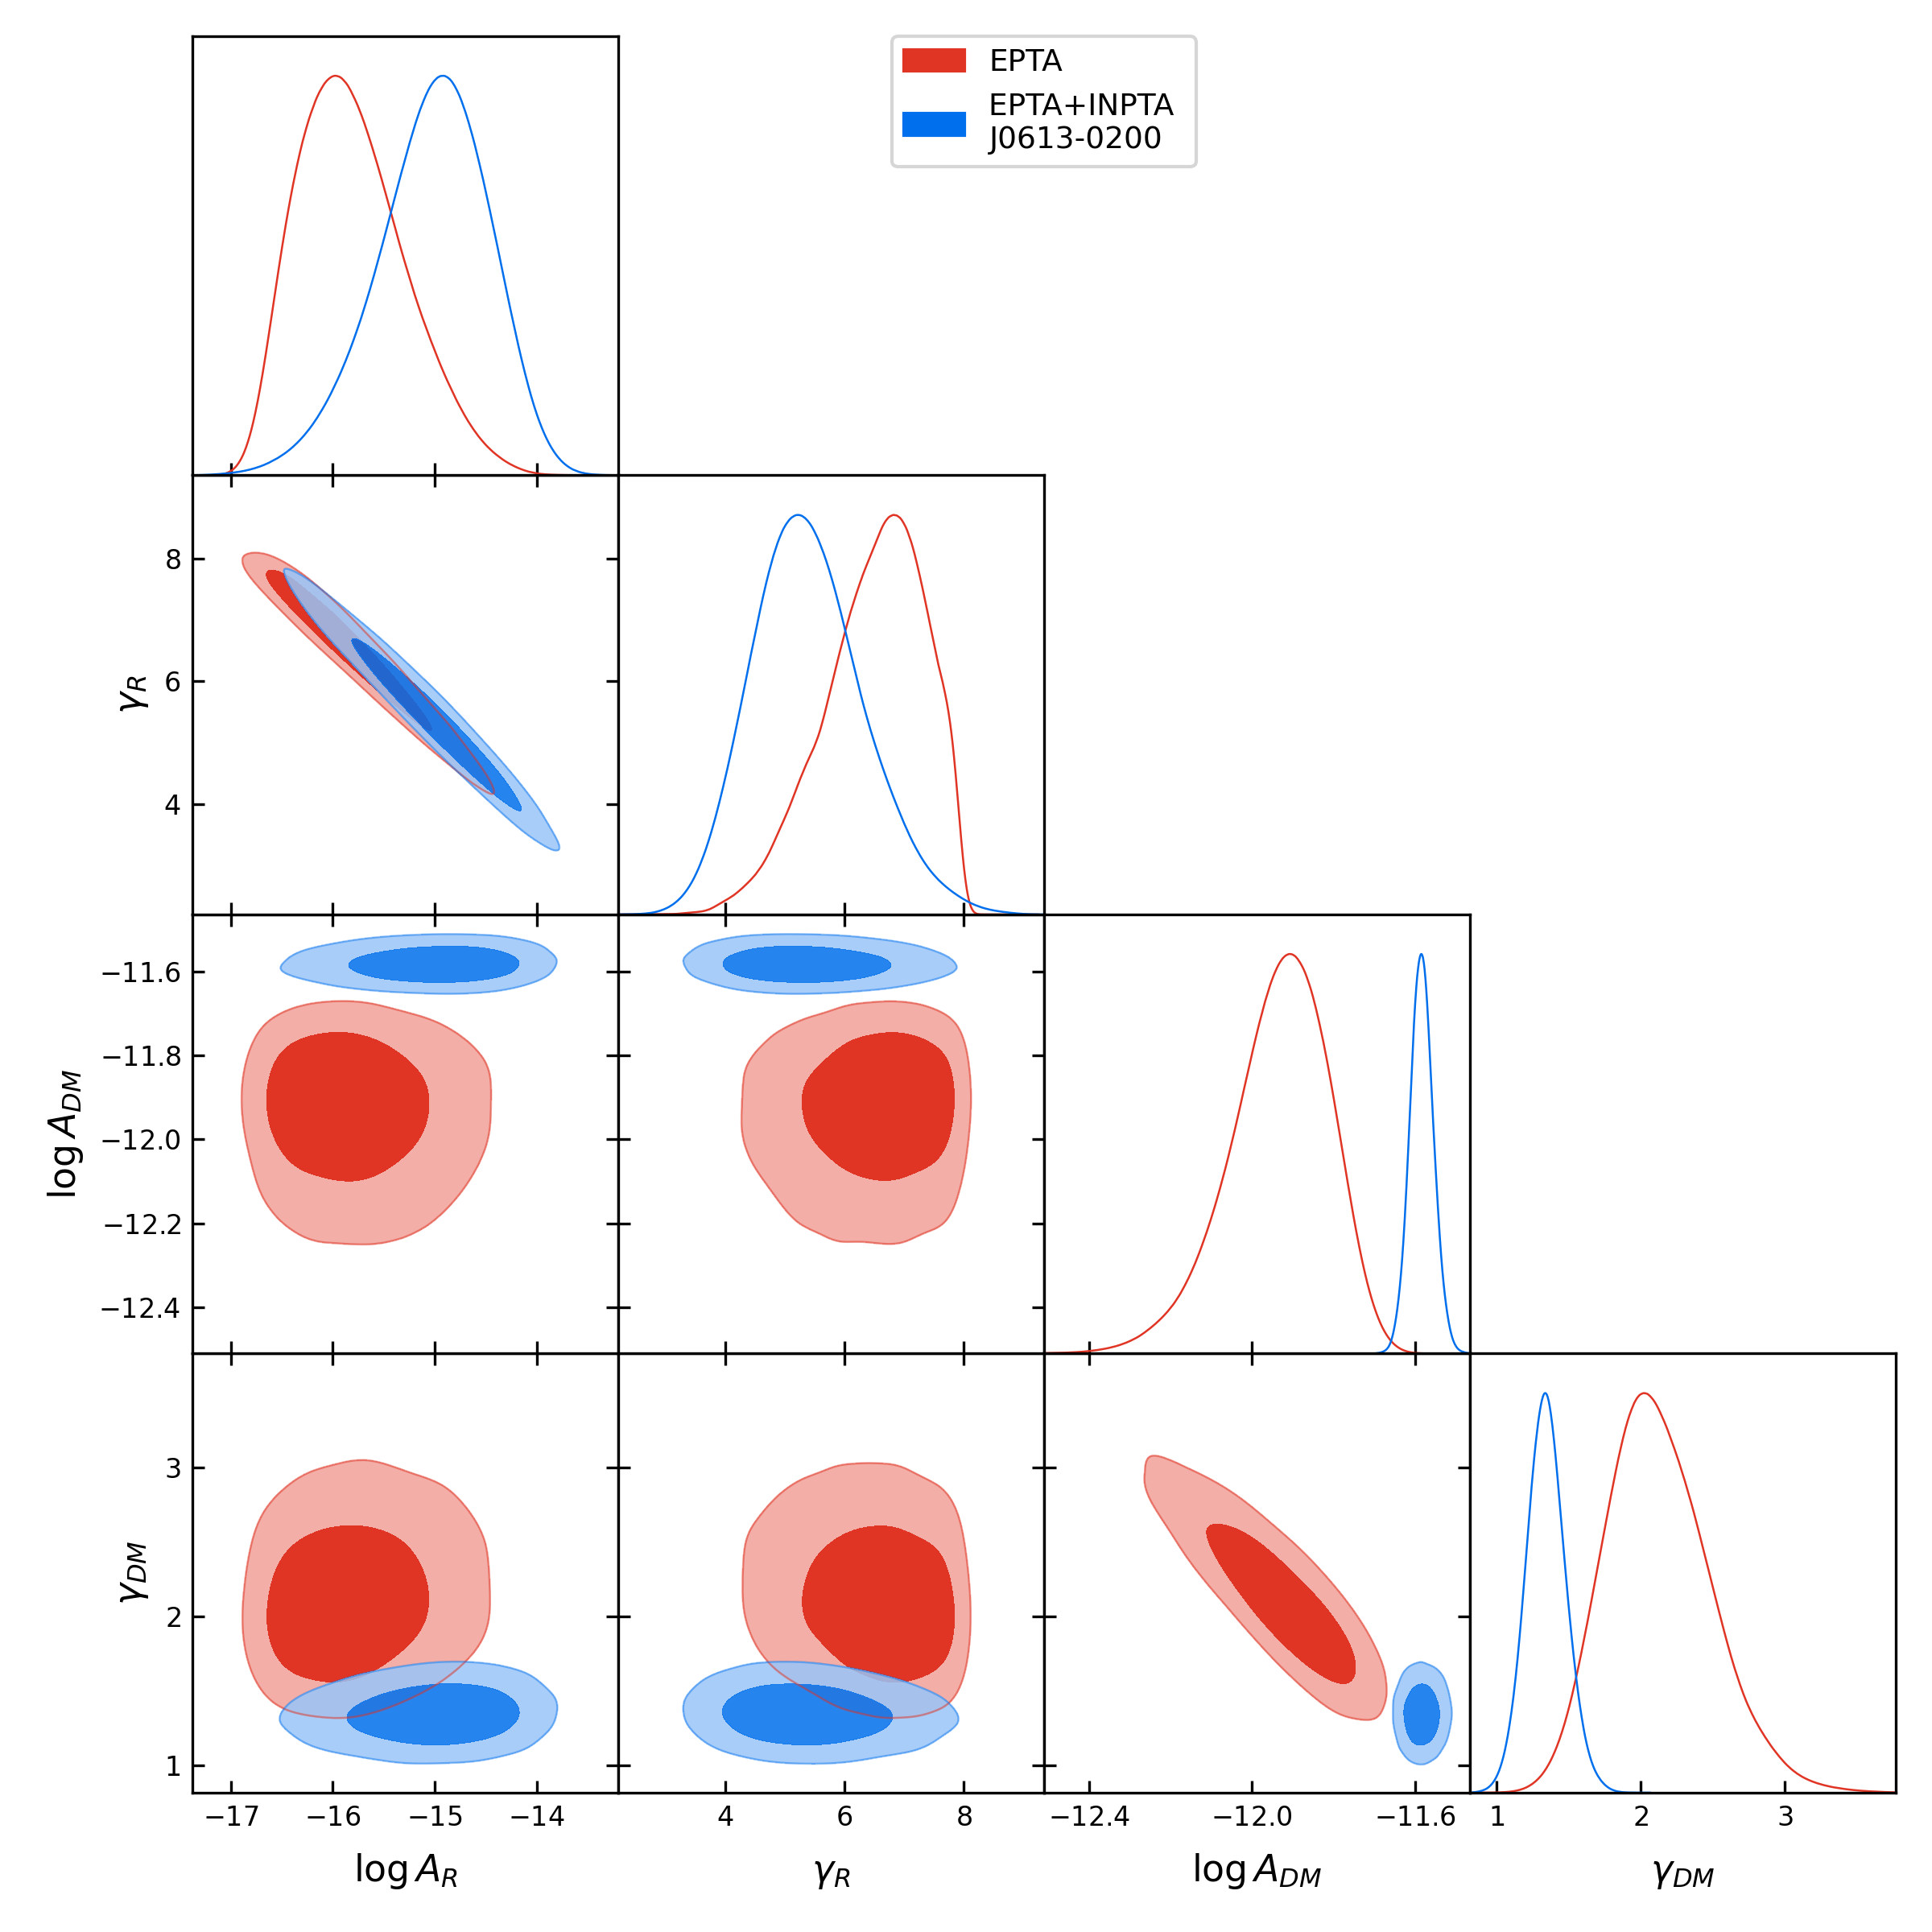 EPTA
EPTA+INPTA
J0613-0200
8
γ_R 6
4
−11.6
−11.8
log A_DM −12.0
−12.2
−12.4
3
γ_DM 2
1
−17 −16 −15 −14 4 6 8 −12.4 −12.0 −11.6 1 2 3
log A_R γ_R log A_DM γ_DM